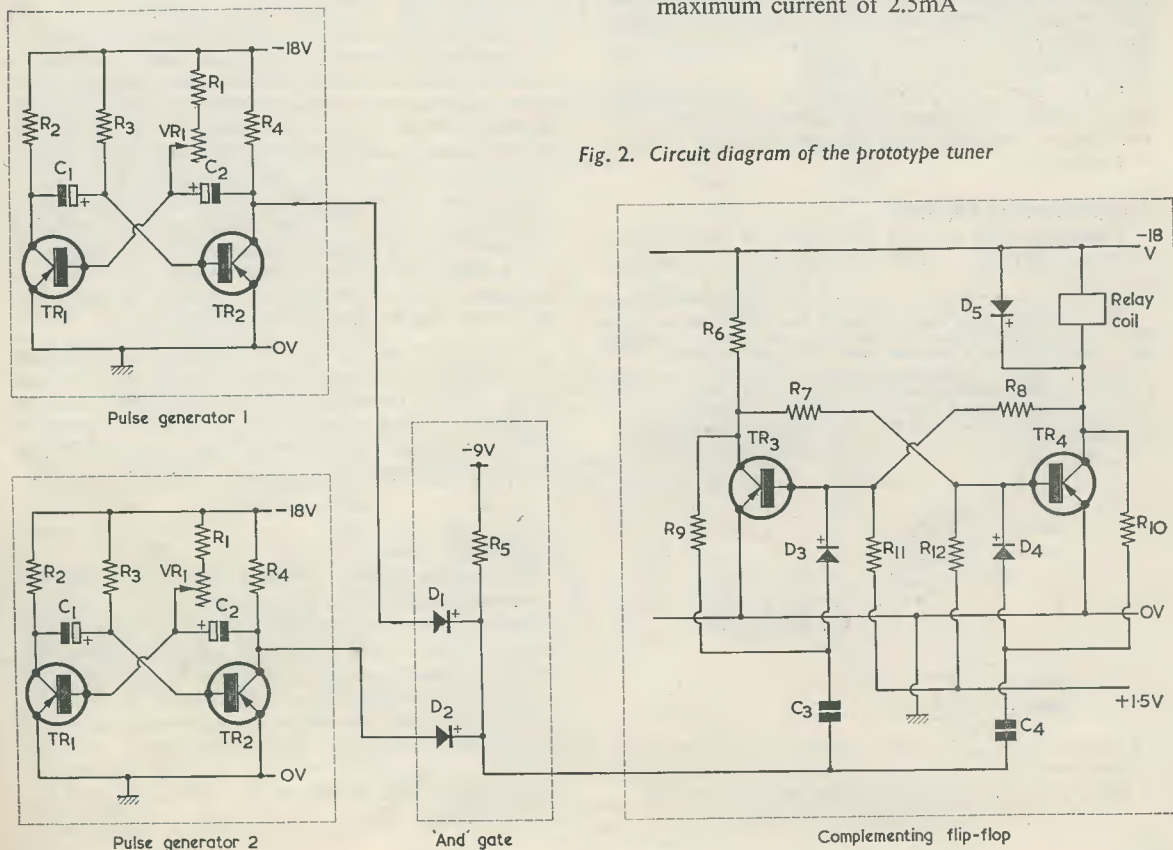 maximum current of 2.5mA
Fig. 2. Circuit diagram of the prototype tuner
-18V
R1
R2
R3
R4
VR1
C1
+
C2
+
TR1
TR2
0V
Pulse generator 1
-18V
R1
R2
R3
R4
VR1
C1
+
C2
+
TR1
TR2
0V
Pulse generator 2
-9V
R5
D1
+
D2
+
'And' gate
-18
V
D5
+
Relay
coil
R6
R7
R8
TR3
TR4
R9
D3
+
R11
R12
D4
+
R10
0V
+1·5V
C3
C4
Complementing flip-flop